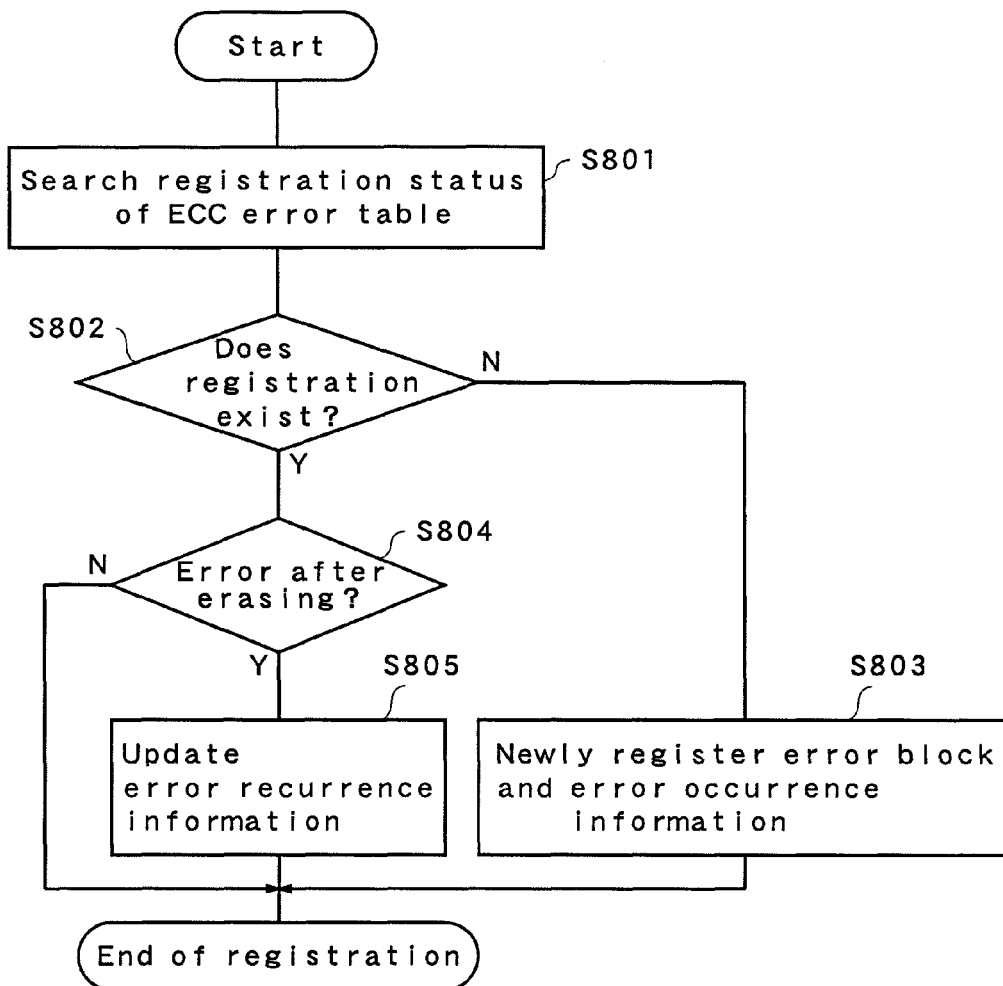 Start
S801
Search registration status
of ECC error table
S802
Does
registration
exist?
N
Y
S804
N
Error after
erasing?
Y
S805
S803
Update
error recurrence
information
Newly register error block
and error occurrence
information
End of registration